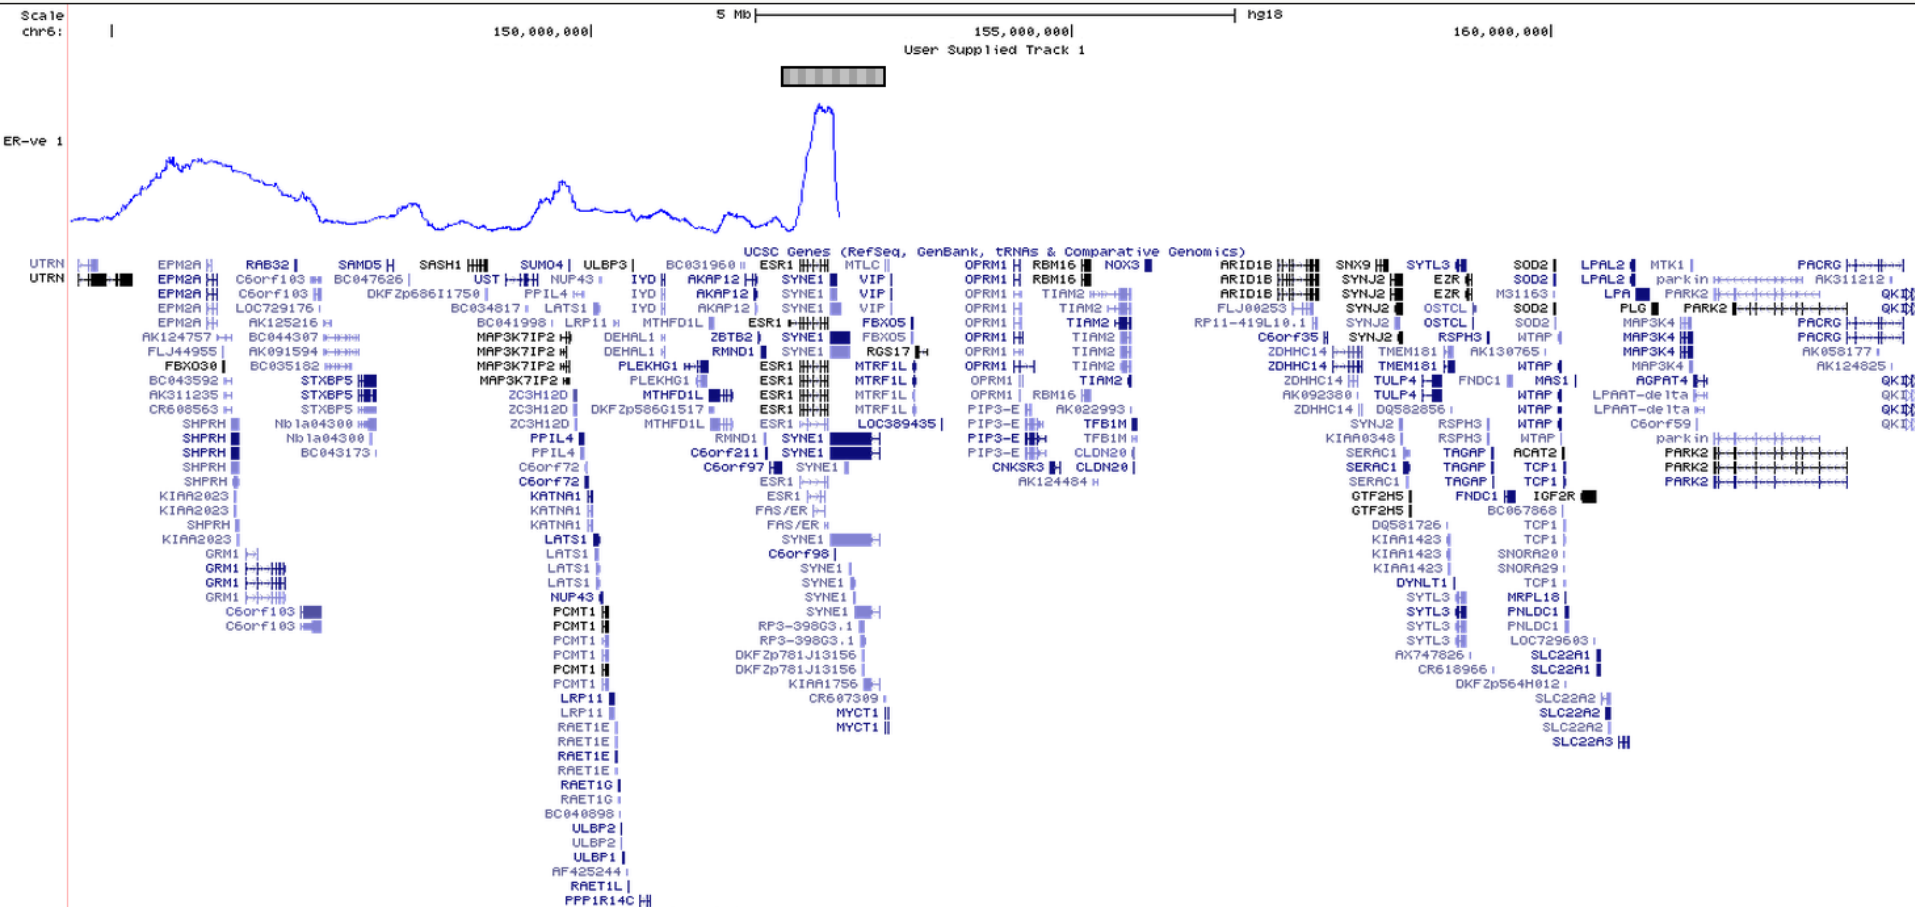 Scale 5 Mb hg18
chr6: 150,000,000 155,000,000 160,000,000
User Supplied Track 1
ER-ve 1
UCSC Genes (RefSeq, GenBank, tRNAs & Comparative Genomics)
UTRN EPM2A RAB32 SAMD5 SASH1 SUMO4 ULBP3 BC031960 ESR1 MTLC OPRM1 RBM16 NOX3 ARID1B SNX9 SYTL3 SOD2 LPAL2 MTK1 PACRG
UTRN EPM2A C6orf103 BC047626 UST NUP43 IYD AKAP12 SYNE1 VIP OPRM1 RBM16 ARID1B SYNJ2 EZR SOD2 LPAL2 parkin AK311212
EPM2A C6orf103 DKFZp686I1750 PPIL4 IYD AKAP12 SYNE1 VIP OPRM1 TIAM2 ARID1B SYNJ2 EZR M31163 LPA PARK2 QKI
EPM2A LOC729176 BC034817 LATS1 IYD AKAP12 SYNE1 VIP OPRM1 TIAM2 FLJ00253 SYNJ2 OSTCL SOD2 PLG PARK2 QKI
EPM2A AK125216 BC041998 LRP11 MTHFD1L ESR1 FBXO5 OPRM1 TIAM2 RP11-419L10.1 SYNJ2 OSTCL SOD2 MAP3K4 PACRG
AK124757 BC044307 MAP3K7IP2 DEHAL1 ZBTB2 SYNE1 FBXO5 OPRM1 TIAM2 C6orf35 SYNJ2 RSPH3 WTAP MAP3K4 PACRG
FLJ44955 AK091594 MAP3K7IP2 DEHAL1 RMND1 SYNE1 RGS17 OPRM1 TIAM2 ZDHHC14 TMEM181 AK130765 MAP3K4 AK058177
FBXO30 BC035182 MAP3K7IP2 PLEKHG1 ESR1 MTRF1L OPRM1 TIAM2 ZDHHC14 TMEM181 WTAP MAP3K4 AK124825
BC043592 STXBP5 MAP3K7IP2 PLEKHG1 ESR1 MTRF1L OPRM1 TIAM2 ZDHHC14 TULP4 FNDC1 MAS1 AGPAT4 QKI
AK311235 STXBP5 ZC3H12D MTHFD1L ESR1 MTRF1L OPRM1 RBM16 AK092380 TULP4 WTAP LPAAT-delta QKI
CR608563 STXBP5 ZC3H12D DKFZp586G1517 ESR1 MTRF1L PIP3-E AK022993 ZDHHC14 DQ582856 WTAP LPAAT-delta QKI
SHPRH Nbla04300 ZC3H12D MTHFD1L ESR1 LOC389435 PIP3-E TFB1M SYNJ2 RSPH3 WTAP C6orf59 QKI
SHPRH Nbla04300 PPIL4 RMND1 SYNE1 PIP3-E TFB1M KIAA0348 RSPH3 WTAP parkin
SHPRH BC043173 PPIL4 C6orf211 SYNE1 PIP3-E CLDN20 SERAC1 TAGAP ACAT2 PARK2
SHPRH C6orf72 C6orf97 SYNE1 CNKSR3 CLDN20 SERAC1 TAGAP TCP1 PARK2
SHPRH C6orf72 ESR1 AK124484 SERAC1 TAGAP TCP1 PARK2
KIAA2023 KATNA1 ESR1 GTF2H5 FNDC1 IGF2R
KIAA2023 KATNA1 FAS/ER GTF2H5 BC067868
SHPRH KATNA1 FAS/ER DQ581726 TCP1
KIAA2023 LATS1 SYNE1 KIAA1423 TCP1
GRM1 LATS1 C6orf98 KIAA1423 SNORA20
GRM1 LATS1 SYNE1 KIAA1423 SNORA29
GRM1 LATS1 SYNE1 DYNLT1 TCP1
GRM1 NUP43 SYNE1 SYTL3 MRPL18
C6orf103 PCMT1 SYNE1 SYTL3 PNLDC1
C6orf103 PCMT1 RP3-398G3.1 SYTL3 PNLDC1
PCMT1 RP3-398G3.1 SYTL3 LOC729603
PCMT1 DKFZp781J13156 AX747826 SLC22A1
PCMT1 DKFZp781J13156 CR618966 SLC22A1
PCMT1 KIAA1756 DKFZp564H012
LRP11 CR607309 SLC22A2
LRP11 MYCT1 SLC22A2
RAET1E MYCT1 SLC22A2
RAET1E SLC22A3
RAET1E
RAET1E
RAET1G
RAET1G
BC040898
ULBP2
ULBP2
ULBP1
AF425244
RAET1L
PPP1R14C